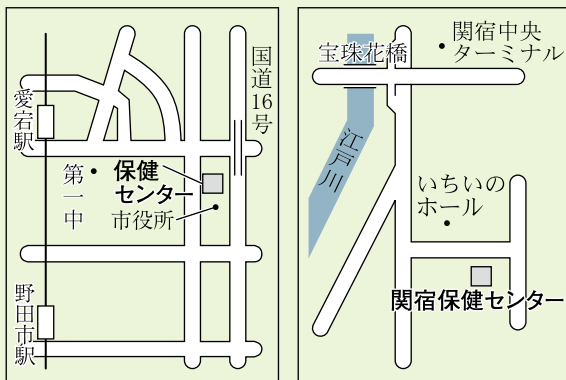 国道16号
愛宕駅
第一中
保健
センター
市役所
野田市駅
宝珠花橋
関宿中央
ターミナル
江戸川
いちいの
ホール
関宿保健センター